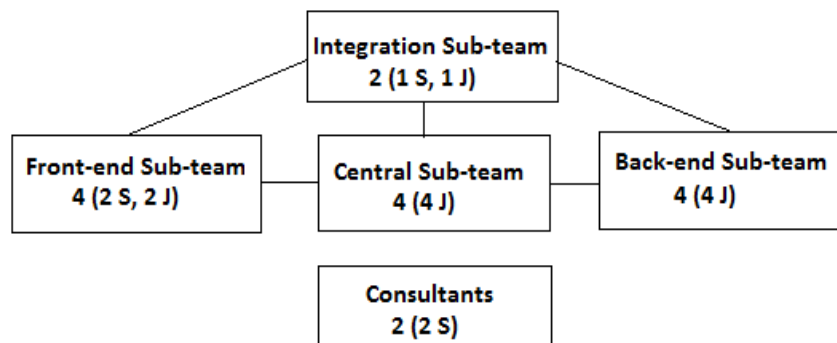 Integration Sub-team
2 (1 S, 1 J)
Front-end Sub-team
4 (2 S, 2 J)
Central Sub-team
4 (4 J)
Back-end Sub-team
4 (4 J)
Consultants
2 (2 S)